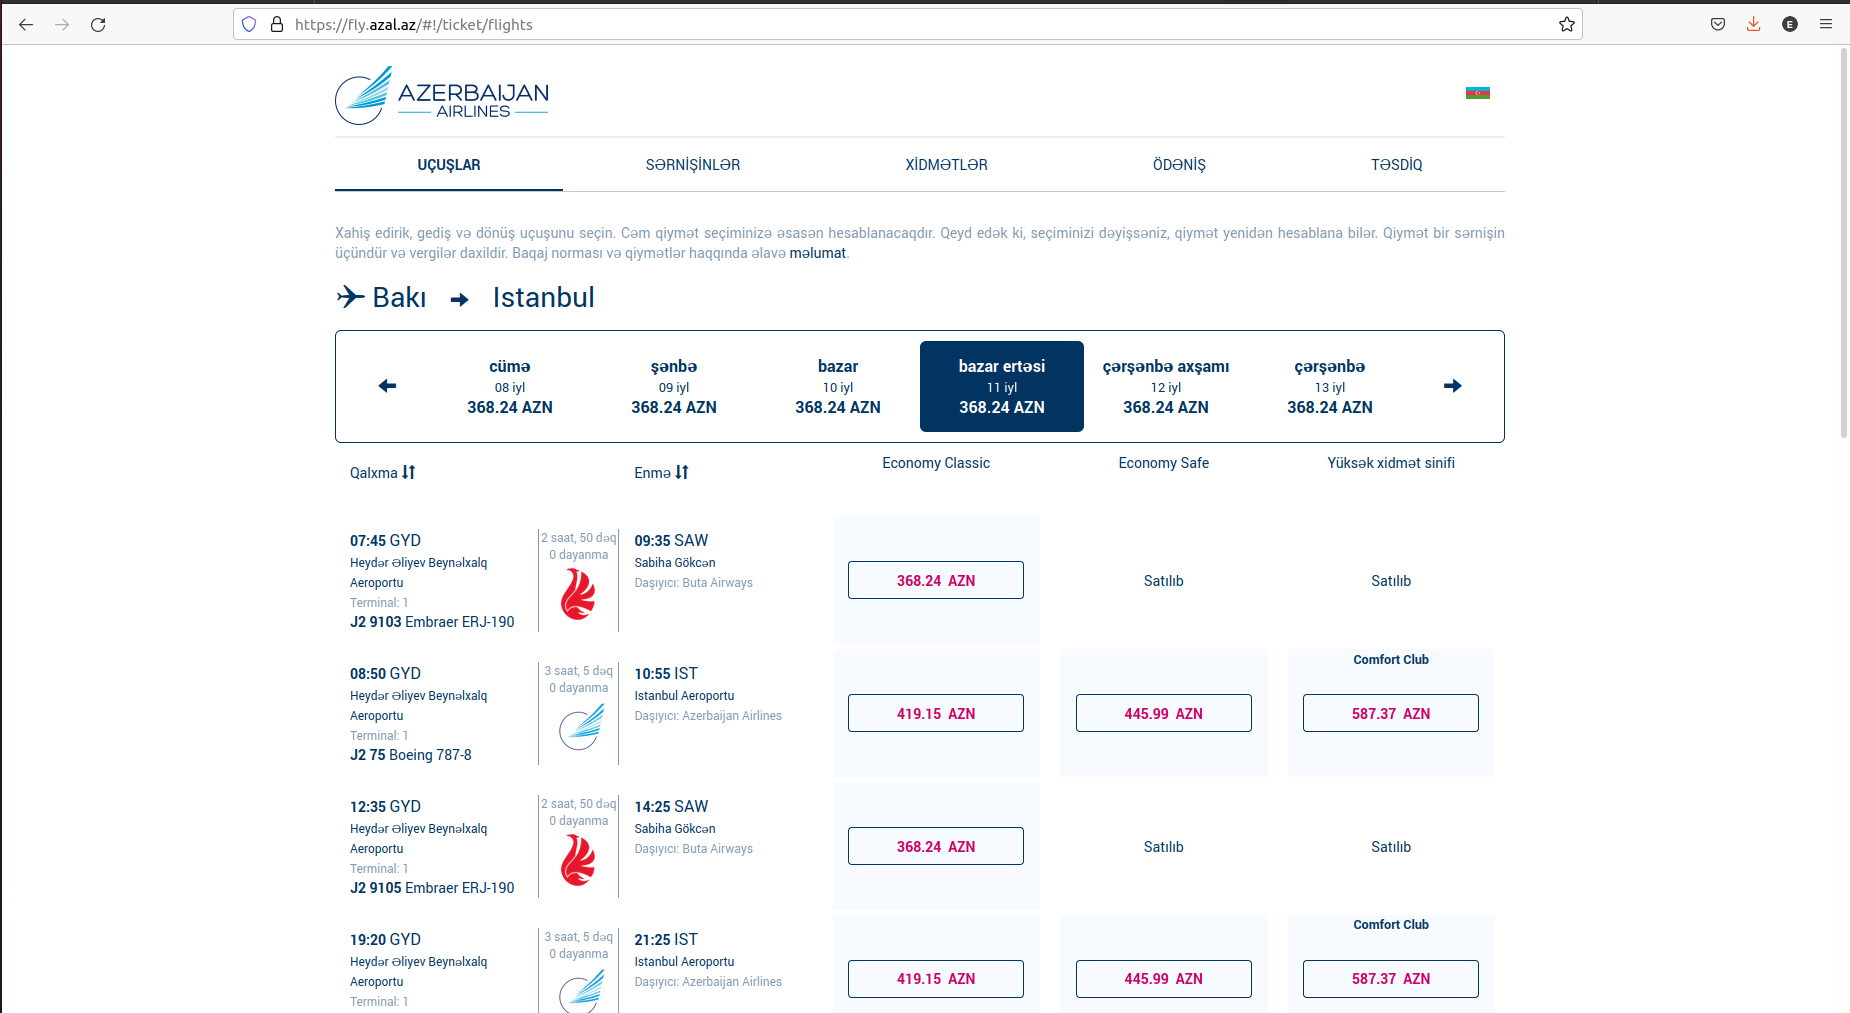 https://fly.azal.az/#!/ticket/flights
E
AZERBAIJAN
AIRLINES
UÇUŞLAR SƏRNİŞİNLƏR XİDMƏTLƏR ÖDƏNİŞ TƏSDİQ
Xahiş edirik, gediş və dönüş uçuşunu seçin. Cəm qiymət seçiminizə əsasən hesablanacaqdır. Qeyd edək ki, seçiminizi dəyişsəniz, qiymət yenidən hesablana bilər. Qiymət bir sərnişin
üçündür və vergilər daxildir. Baqaj norması və qiymətlər haqqında əlavə məlumat.
Bakı Istanbul
cümə şənbə bazar bazar ertəsi çərşənbə axşamı çərşənbə
08 iyl 09 iyl 10 iyl 11 iyl 12 iyl 13 iyl
368.24 AZN 368.24 AZN 368.24 AZN 368.24 AZN 368.24 AZN 368.24 AZN
Qalxma Enmə Economy Classic Economy Safe Yüksək xidmət sinifi
07:45 GYD
Heydər Əliyev Beynəlxalq
Aeroportu
Terminal: 1
J2 9103 Embraer ERJ-190
2 saat, 50 dəq
0 dayanma
09:35 SAW
Sabiha Gökcən
Daşıyıcı: Buta Airways
368.24 AZN
Satılıb
Satılıb
08:50 GYD
Heydər Əliyev Beynəlxalq
Aeroportu
Terminal: 1
J2 75 Boeing 787-8
3 saat, 5 dəq
0 dayanma
10:55 IST
Istanbul Aeroportu
Daşıyıcı: Azerbaijan Airlines
419.15 AZN
445.99 AZN
Comfort Club
587.37 AZN
12:35 GYD
Heydər Əliyev Beynəlxalq
Aeroportu
Terminal: 1
J2 9105 Embraer ERJ-190
2 saat, 50 dəq
0 dayanma
14:25 SAW
Sabiha Gökcən
Daşıyıcı: Buta Airways
368.24 AZN
Satılıb
Satılıb
19:20 GYD
Heydər Əliyev Beynəlxalq
Aeroportu
Terminal: 1
3 saat, 5 dəq
0 dayanma
21:25 IST
Istanbul Aeroportu
Daşıyıcı: Azerbaijan Airlines
419.15 AZN
445.99 AZN
Comfort Club
587.37 AZN